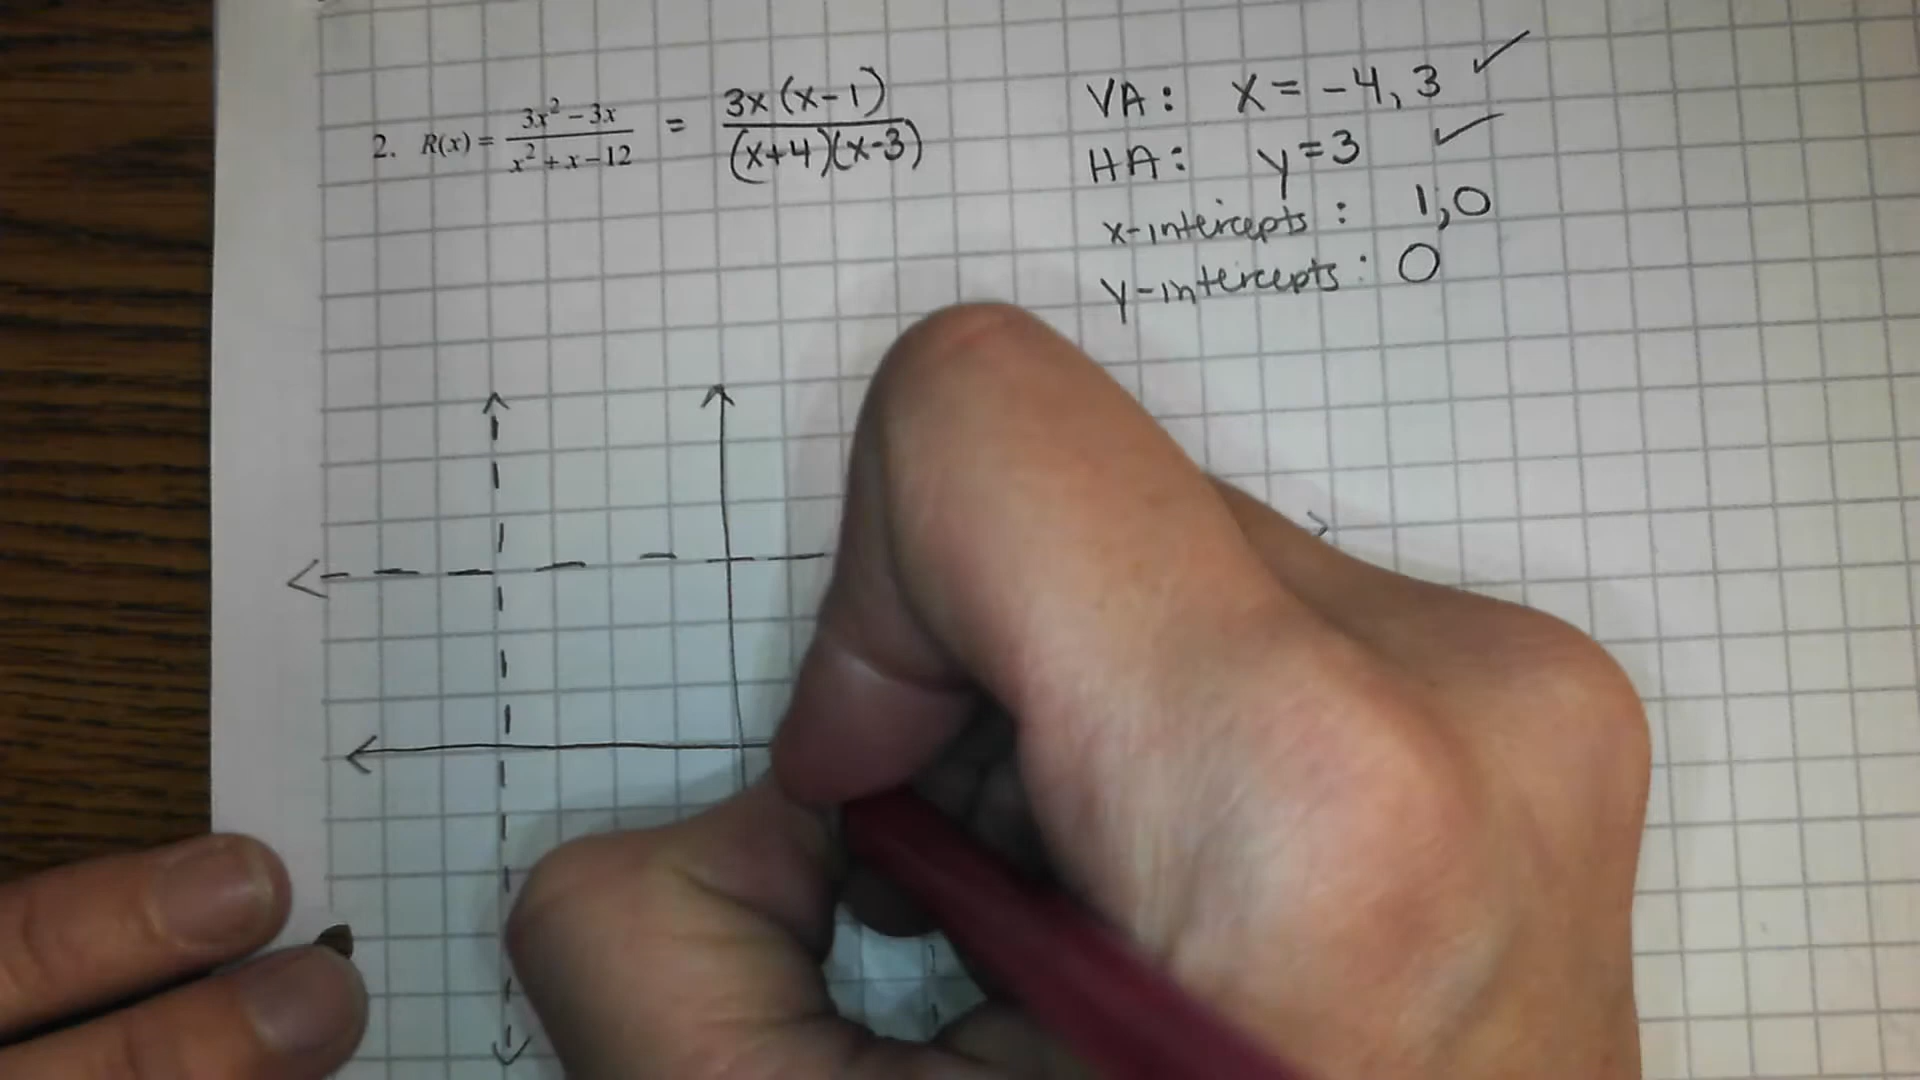 2. R(x) = 3x² − 3x / x² + x − 12 = 3x(x−1) / (x+4)(x−3)
VA: x = −4, 3 ✓
HA: y = 3 ✓
x-intercepts: 1, 0
y-intercepts: 0